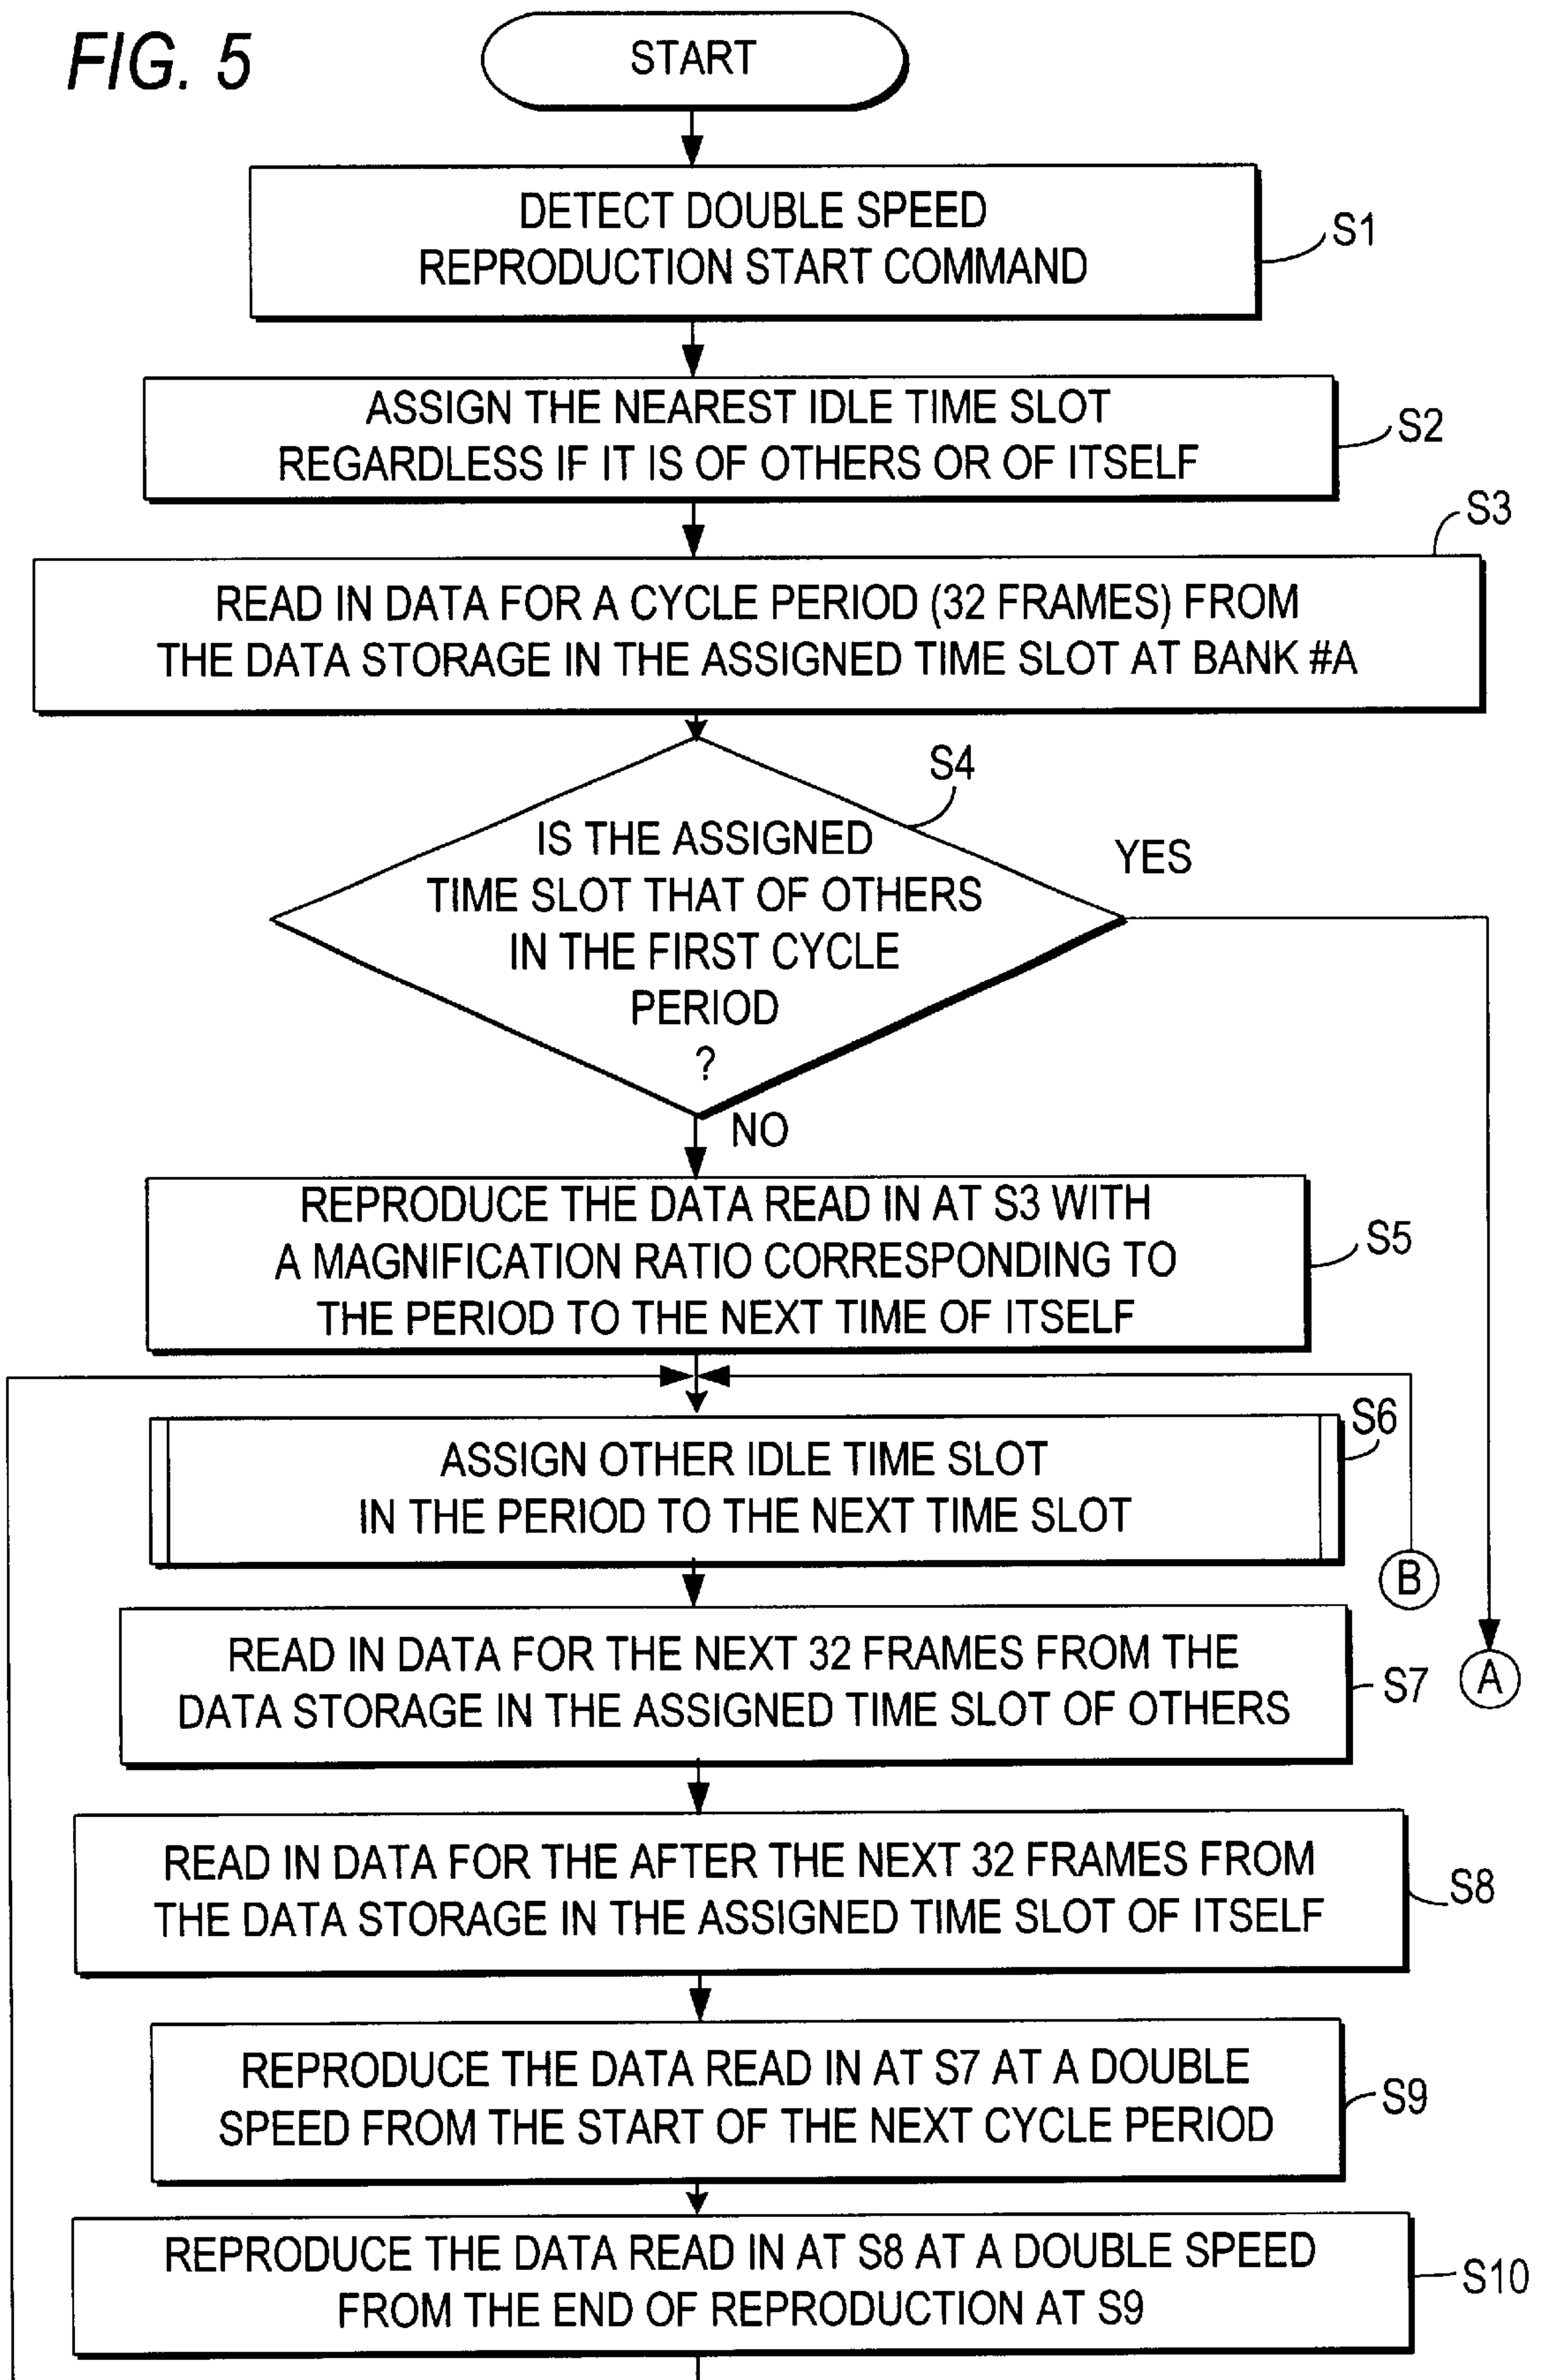 FIG. 5
START
DETECT DOUBLE SPEED
REPRODUCTION START COMMAND
S1
ASSIGN THE NEAREST IDLE TIME SLOT
REGARDLESS IF IT IS OF OTHERS OR OF ITSELF
S2
S3
READ IN DATA FOR A CYCLE PERIOD (32 FRAMES) FROM
THE DATA STORAGE IN THE ASSIGNED TIME SLOT AT BANK #A
S4
IS THE ASSIGNED
TIME SLOT THAT OF OTHERS
IN THE FIRST CYCLE
PERIOD
?
YES
NO
REPRODUCE THE DATA READ IN AT S3 WITH
A MAGNIFICATION RATIO CORRESPONDING TO
THE PERIOD TO THE NEXT TIME OF ITSELF
S5
S6
ASSIGN OTHER IDLE TIME SLOT
IN THE PERIOD TO THE NEXT TIME SLOT
B
READ IN DATA FOR THE NEXT 32 FRAMES FROM THE
DATA STORAGE IN THE ASSIGNED TIME SLOT OF OTHERS
S7
A
READ IN DATA FOR THE AFTER THE NEXT 32 FRAMES FROM
THE DATA STORAGE IN THE ASSIGNED TIME SLOT OF ITSELF
S8
REPRODUCE THE DATA READ IN AT S7 AT A DOUBLE
SPEED FROM THE START OF THE NEXT CYCLE PERIOD
S9
REPRODUCE THE DATA READ IN AT S8 AT A DOUBLE SPEED
FROM THE END OF REPRODUCTION AT S9
S10